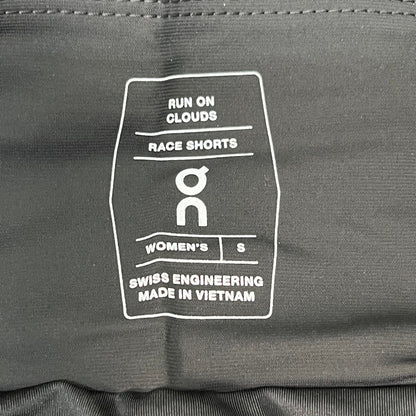 RUN ON
CLOUDS
RACE SHORTS
On
WOMEN'S S
SWISS ENGINEERING
MADE IN VIETNAM